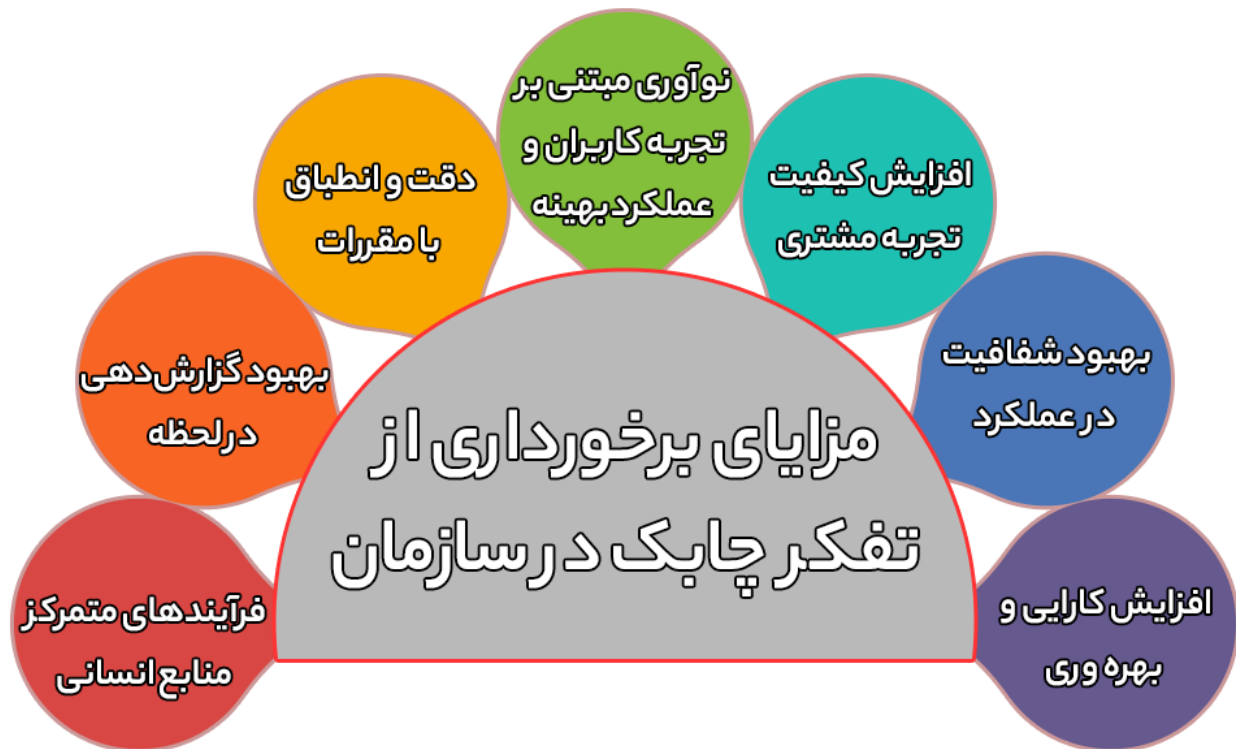 مزایای برخورداری از
تفکر چابک در سازمان
افزایش کارایی و
بهره وری
بهبود شفافیت
در عملکرد
افزایش کیفیت
تجربه مشتری
نوآوری مبتنی بر
تجربه کاربران و
عملکرد بهینه
دقت و انطباق
با مقررات
بهبود گزارش‌دهی
در لحظه
فرآیندهای متمرکز
منابع انسانی